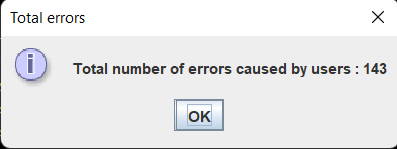 Total errors
Total number of errors caused by users : 143
OK